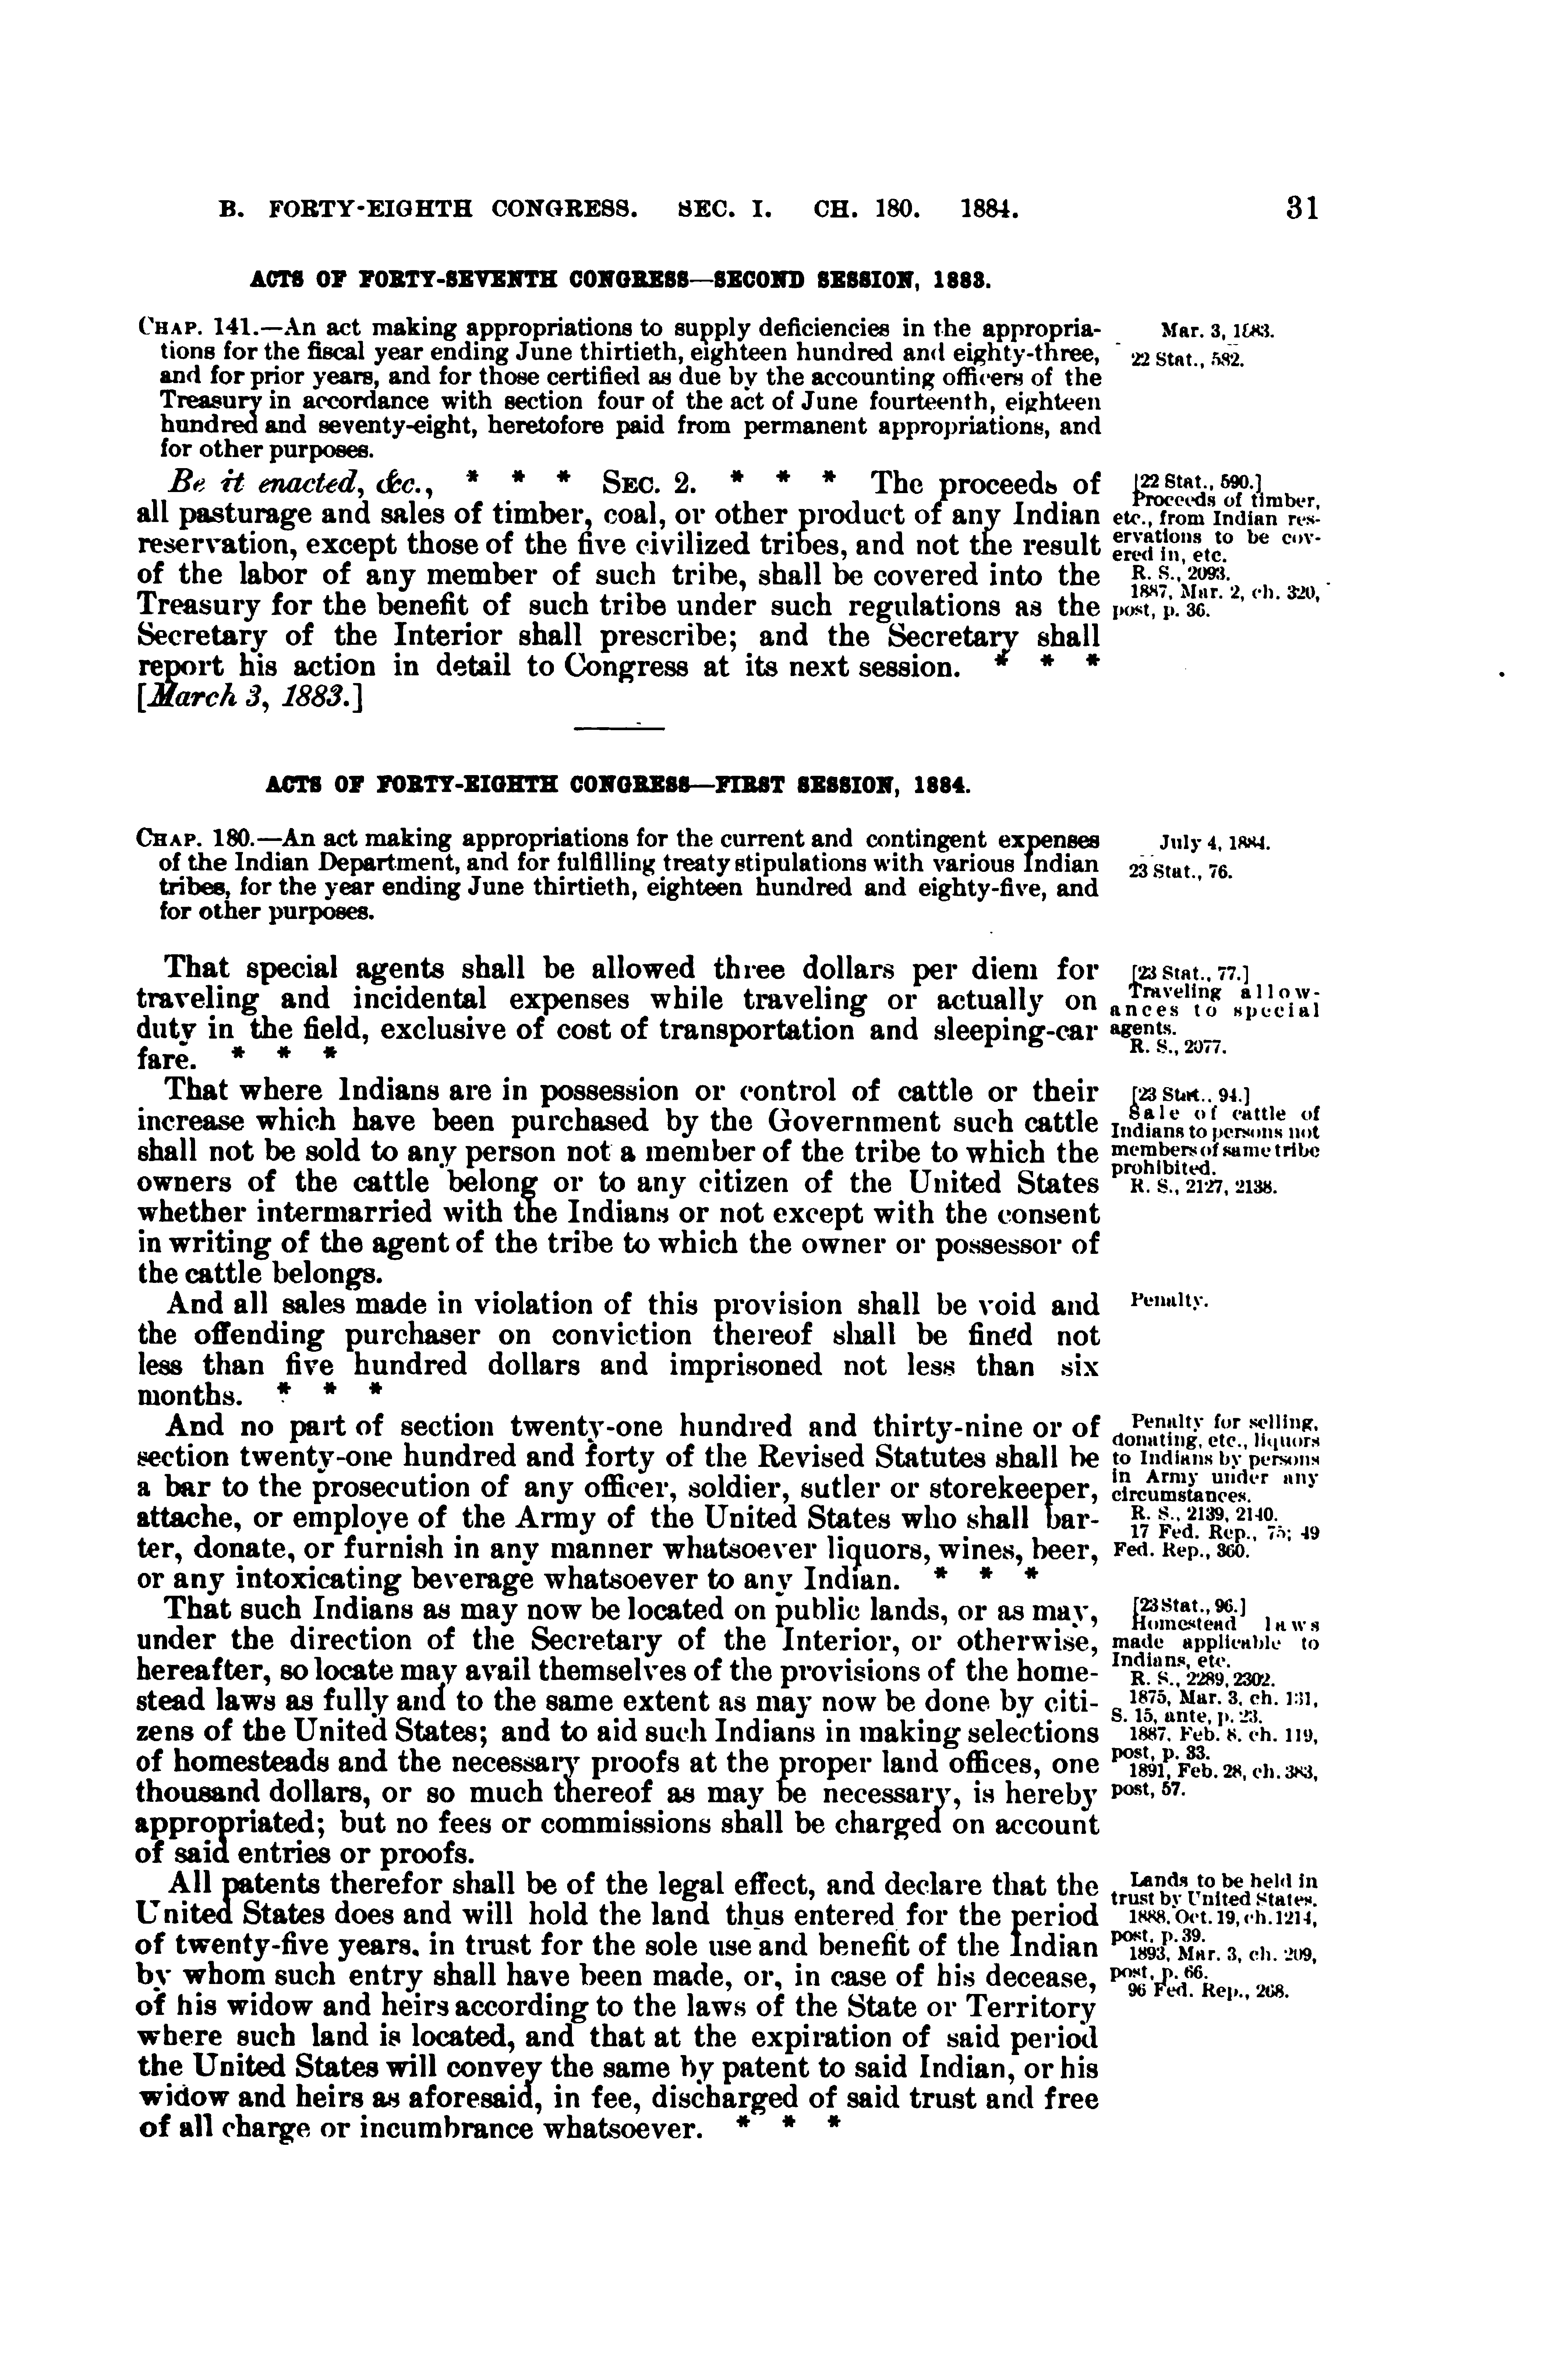 B. FORTY-EIGHTH CONGRESS. SEC. I. CH. 180. 1884. 31
ACTS OF FORTY-SEVENTH CONGRESS—SECOND SESSION, 1883.
CHAP. 141.—An act making appropriations to supply deficiencies in the appropria-
tions for the fiscal year ending June thirtieth, eighteen hundred and eighty-three,
and for prior years, and for those certified as due by the accounting officers of the
Treasury in accordance with section four of the act of June fourteenth, eighteen
hundred and seventy-eight, heretofore paid from permanent appropriations, and
for other purposes.
Mar. 3, 1883.
22 Stat., 582.
Be it enacted, &c., * * * SEC. 2. * * * The proceeds of
all pasturage and sales of timber, coal, or other product of any Indian
reservation, except those of the five civilized tribes, and not the result
of the labor of any member of such tribe, shall be covered into the
Treasury for the benefit of such tribe under such regulations as the
Secretary of the Interior shall prescribe; and the Secretary shall
report his action in detail to Congress at its next session. * * *
[March 3, 1883.]
[22 Stat., 590.]
Proceeds of timber,
etc., from Indian res-
ervations to be cov-
ered in, etc.
R. S., 2093.
1887, Mar. 2, ch. 320,
post, p. 36.
ACTS OF FORTY-EIGHTH CONGRESS—FIRST SESSION, 1884.
CHAP. 180.—An act making appropriations for the current and contingent expenses
of the Indian Department, and for fulfilling treaty stipulations with various Indian
tribes, for the year ending June thirtieth, eighteen hundred and eighty-five, and
for other purposes.
July 4, 1884.
23 Stat., 76.
That special agents shall be allowed three dollars per diem for
traveling and incidental expenses while traveling or actually on
duty in the field, exclusive of cost of transportation and sleeping-car
fare. * * *
[23 Stat., 77.]
Traveling allow-
ances to special
agents.
R. S., 2077.
That where Indians are in possession or control of cattle or their
increase which have been purchased by the Government such cattle
shall not be sold to any person not a member of the tribe to which the
owners of the cattle belong or to any citizen of the United States
whether intermarried with the Indians or not except with the consent
in writing of the agent of the tribe to which the owner or possessor of
the cattle belongs.
[23 Stat., 94.]
Sale of cattle of
Indians to persons not
members of same tribe
prohibited.
R. S., 2127, 2138.
And all sales made in violation of this provision shall be void and
the offending purchaser on conviction thereof shall be fined not
less than five hundred dollars and imprisoned not less than six
months. * * *
Penalty.
And no part of section twenty-one hundred and thirty-nine or of
section twenty-one hundred and forty of the Revised Statutes shall be
a bar to the prosecution of any officer, soldier, sutler or storekeeper,
attache, or employe of the Army of the United States who shall bar-
ter, donate, or furnish in any manner whatsoever liquors, wines, beer,
or any intoxicating beverage whatsoever to any Indian. * * *
Penalty for selling,
donating, etc., liquors
to Indians by persons
in Army under any
circumstances.
R. S., 2139, 2140.
17 Fed. Rep., 75; 49
Fed. Rep., 360.
That such Indians as may now be located on public lands, or as may,
under the direction of the Secretary of the Interior, or otherwise,
hereafter, so locate may avail themselves of the provisions of the home-
stead laws as fully and to the same extent as may now be done by citi-
zens of the United States; and to aid such Indians in making selections
of homesteads and the necessary proofs at the proper land offices, one
thousand dollars, or so much thereof as may be necessary, is hereby
appropriated; but no fees or commissions shall be charged on account
of said entries or proofs.
[23 Stat., 96.]
Homestead laws
made applicable to
Indians, etc.
R. S., 2289, 2302.
1875, Mar. 3, ch. 131,
S. 15, ante, p. 23.
1887, Feb. 8, ch. 119,
post, p. 33.
1891, Feb. 28, ch. 383,
post, 57.
All patents therefor shall be of the legal effect, and declare that the
United States does and will hold the land thus entered for the period
of twenty-five years, in trust for the sole use and benefit of the Indian
by whom such entry shall have been made, or, in case of his decease,
of his widow and heirs according to the laws of the State or Territory
where such land is located, and that at the expiration of said period
the United States will convey the same by patent to said Indian, or his
widow and heirs as aforesaid, in fee, discharged of said trust and free
of all charge or incumbrance whatsoever. * * *
Lands to be held in
trust by United States.
1888, Oct. 19, ch. 1214,
post, p. 39.
1893, Mar. 3, ch. 209,
post, p. 66.
96 Fed. Rep., 268.